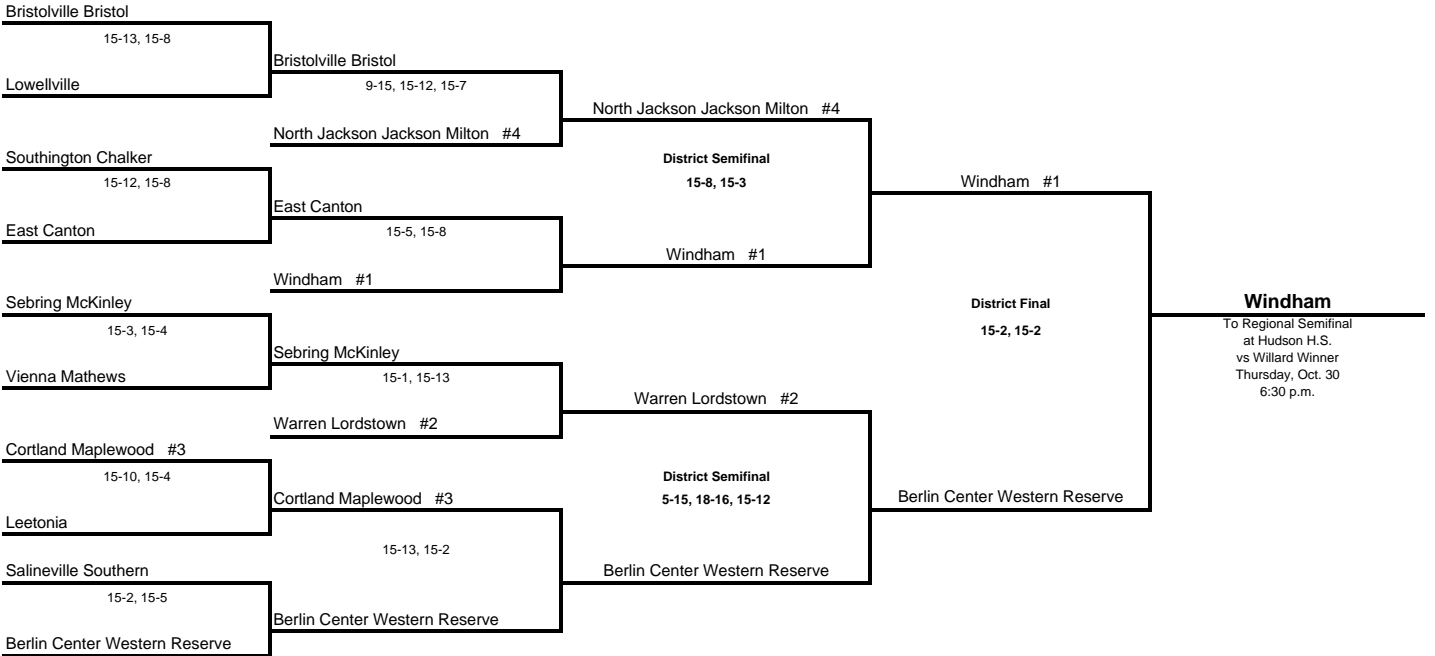 Bristolville Bristol
15-13, 15-8
Lowellville
Southington Chalker
15-12, 15-8
East Canton
Sebring McKinley
15-3, 15-4
Vienna Mathews
Cortland Maplewood #3
15-10, 15-4
Leetonia
Salineville Southern
15-2, 15-5
Berlin Center Western Reserve
Bristolville Bristol
9-15, 15-12, 15-7
North Jackson Jackson Milton #4
East Canton
15-5, 15-8
Windham #1
Sebring McKinley
15-1, 15-13
Warren Lordstown #2
Cortland Maplewood #3
15-13, 15-2
Berlin Center Western Reserve
North Jackson Jackson Milton #4
District Semifinal
15-8, 15-3
Windham #1
Warren Lordstown #2
District Semifinal
5-15, 18-16, 15-12
Berlin Center Western Reserve
Windham #1
District Final
15-2, 15-2
Berlin Center Western Reserve
Windham
To Regional Semifinal
at Hudson H.S.
vs Willard Winner
Thursday, Oct. 30
6:30 p.m.